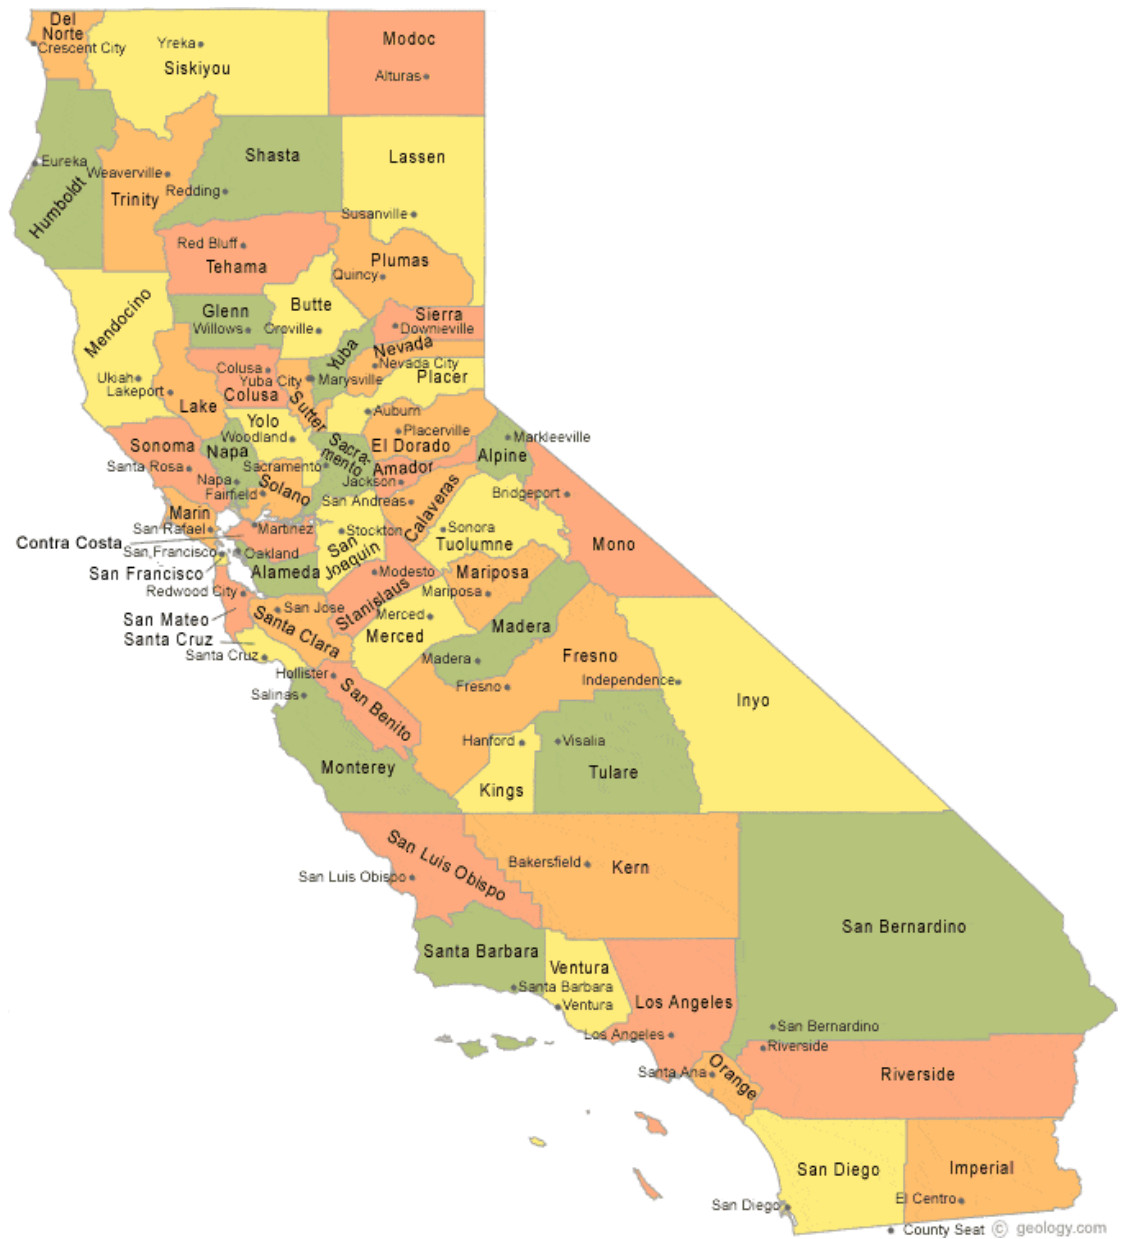 Del
Norte
Crescent City
Yreka
Siskiyou
Modoc
Alturas
Eureka
Humboldt
Weaverville
Trinity
Redding
Shasta
Lassen
Susanville
Red Bluff
Tehama
Plumas
Quincy
Mendocino
Ukiah
Glenn
Willows
Butte
Oroville
Sierra
Downieville
Yuba
Nevada
Nevada City
Lakeport
Lake
Colusa
Colusa
Yuba City
Marysville
Sutter
Placer
Auburn
Sonoma
Santa Rosa
Napa
Napa
Yolo
Woodland
Sacramento
Sacra-
mento
Placerville
El Dorado
Markleeville
Alpine
Amador
Jackson
Fairfield
Solano
San Andreas
Calaveras
Bridgeport
Mono
Marin
San Rafael
Martinez
Contra Costa
Stockton
San
Joaquin
Sonora
Tuolumne
San Francisco
San Francisco
Oakland
Alameda
Modesto
Stanislaus
Mariposa
Mariposa
Redwood City
San Mateo
San Jose
Santa Clara
Merced
Merced
Madera
Madera
Santa Cruz
Santa Cruz
Hollister
San Benito
Salinas
Monterey
Fresno
Fresno
Independence
Inyo
Hanford
Kings
Visalia
Tulare
San Luis Obispo
San Luis Obispo
Bakersfield
Kern
San Bernardino
San Bernardino
Santa Barbara
Santa Barbara
Ventura
Ventura
Los Angeles
Los Angeles
Riverside
Riverside
Santa Ana
Orange
San Diego
San Diego
Imperial
El Centro
County Seat © geology.com